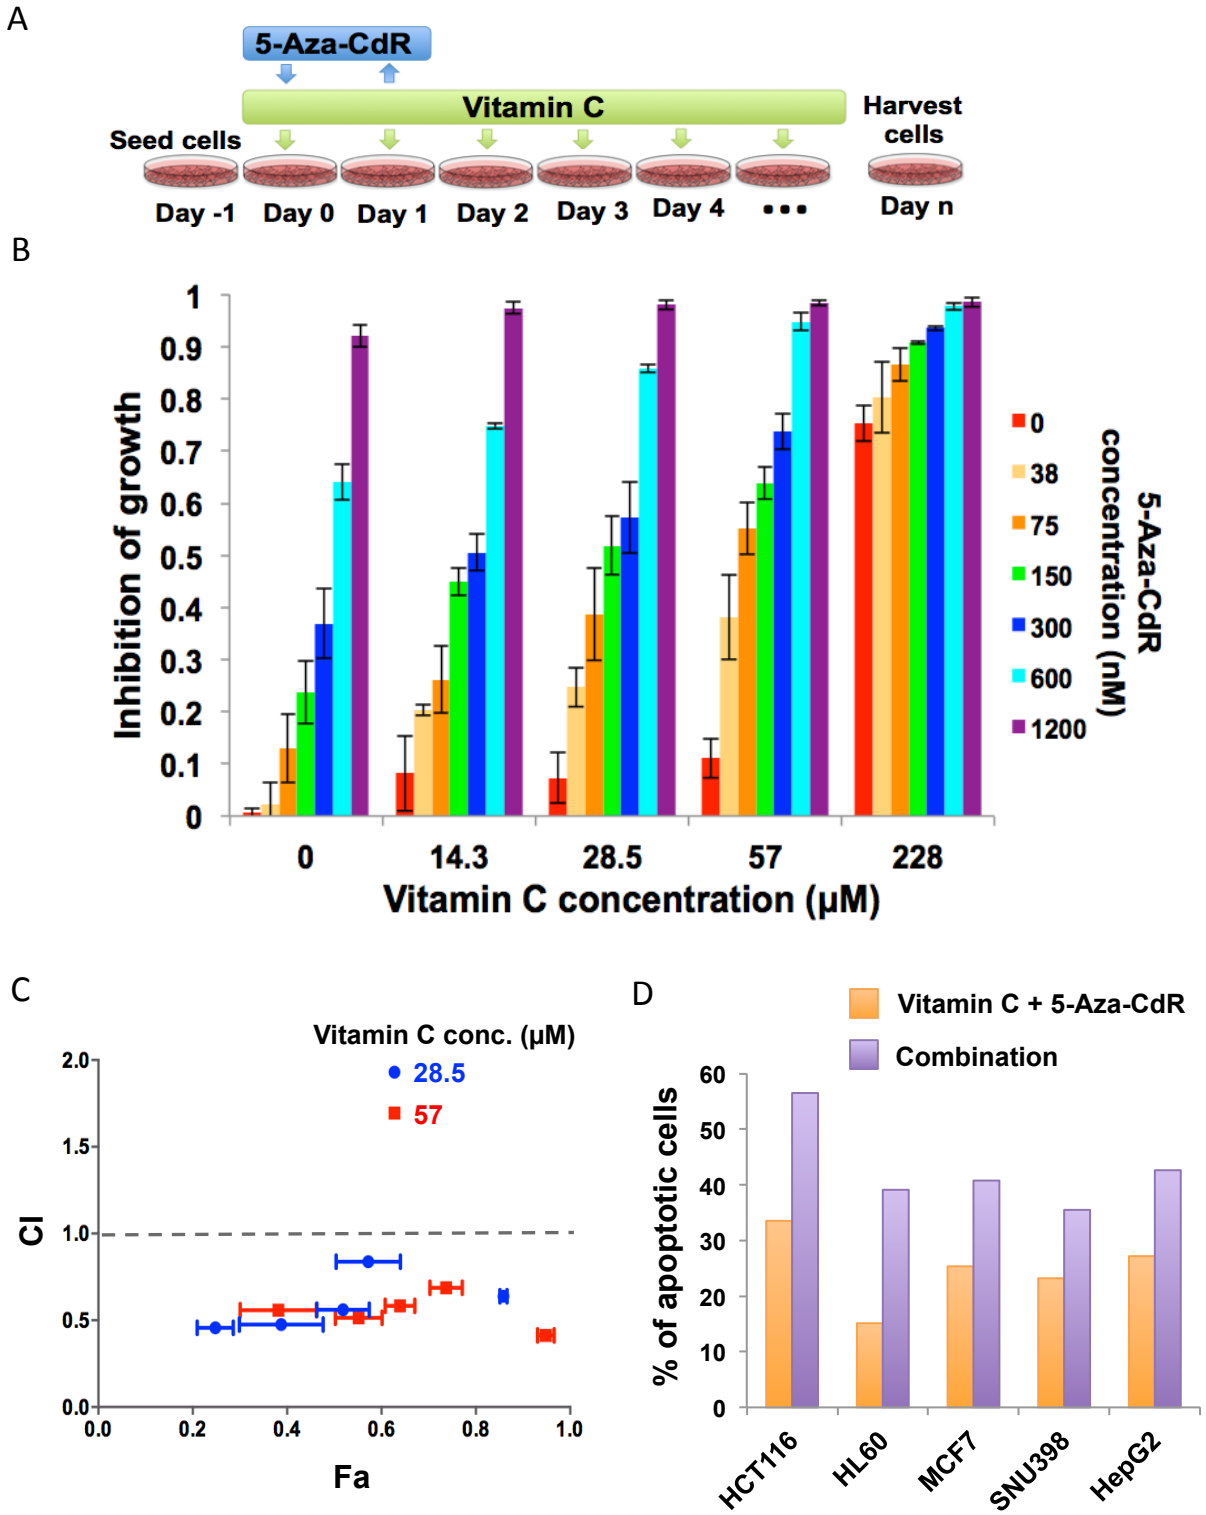 A
5-Aza-CdR
Vitamin C
Seed cells
Harvest
cells
Day -1
Day 0
Day 1
Day 2
Day 3
Day 4
•••
Day n
B
Inhibition of growth
1
0.9
0.8
0.7
0.6
0.5
0.4
0.3
0.2
0.1
0
0
14.3
28.5
57
228
Vitamin C concentration (µM)
0
38
75
150
300
600
1200
5-Aza-CdR
concentration (nM)
C
Vitamin C conc. (µM)
28.5
57
CI
2.0
1.5
1.0
0.5
0.0
0.0
0.2
0.4
0.6
0.8
1.0
Fa
D
Vitamin C + 5-Aza-CdR
Combination
% of apoptotic cells
60
50
40
30
20
10
0
HCT116
HL60
MCF7
SNU398
HepG2